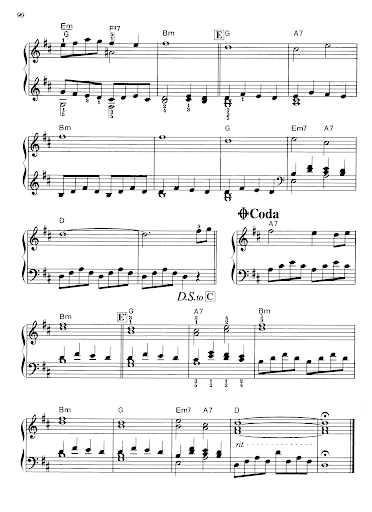 90
Em F#7 Bm E G A7
Bm G Em7 A7
Coda
D A7
D.S.to C
Bm E G A7 Bm
Bm G Em7 A7 D
rit.